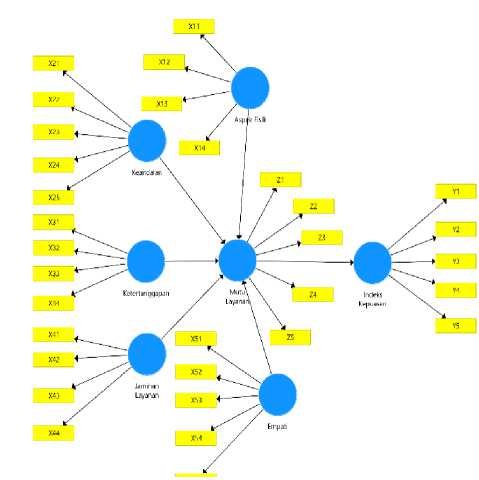 X11
X12
X13
X14
Aspek Fisik
X21
X22
X23
X24
X25
Keandalan
X31
X32
X33
X34
Ketertanggapan
X41
X42
X43
X44
Jaminan
Layanan
Z1
Z2
Z3
Z4
Z5
Mutu
Layanan
X51
X52
X53
X54
Empati
Y1
Y2
Y3
Y4
Y5
Indeks
Kepuasan